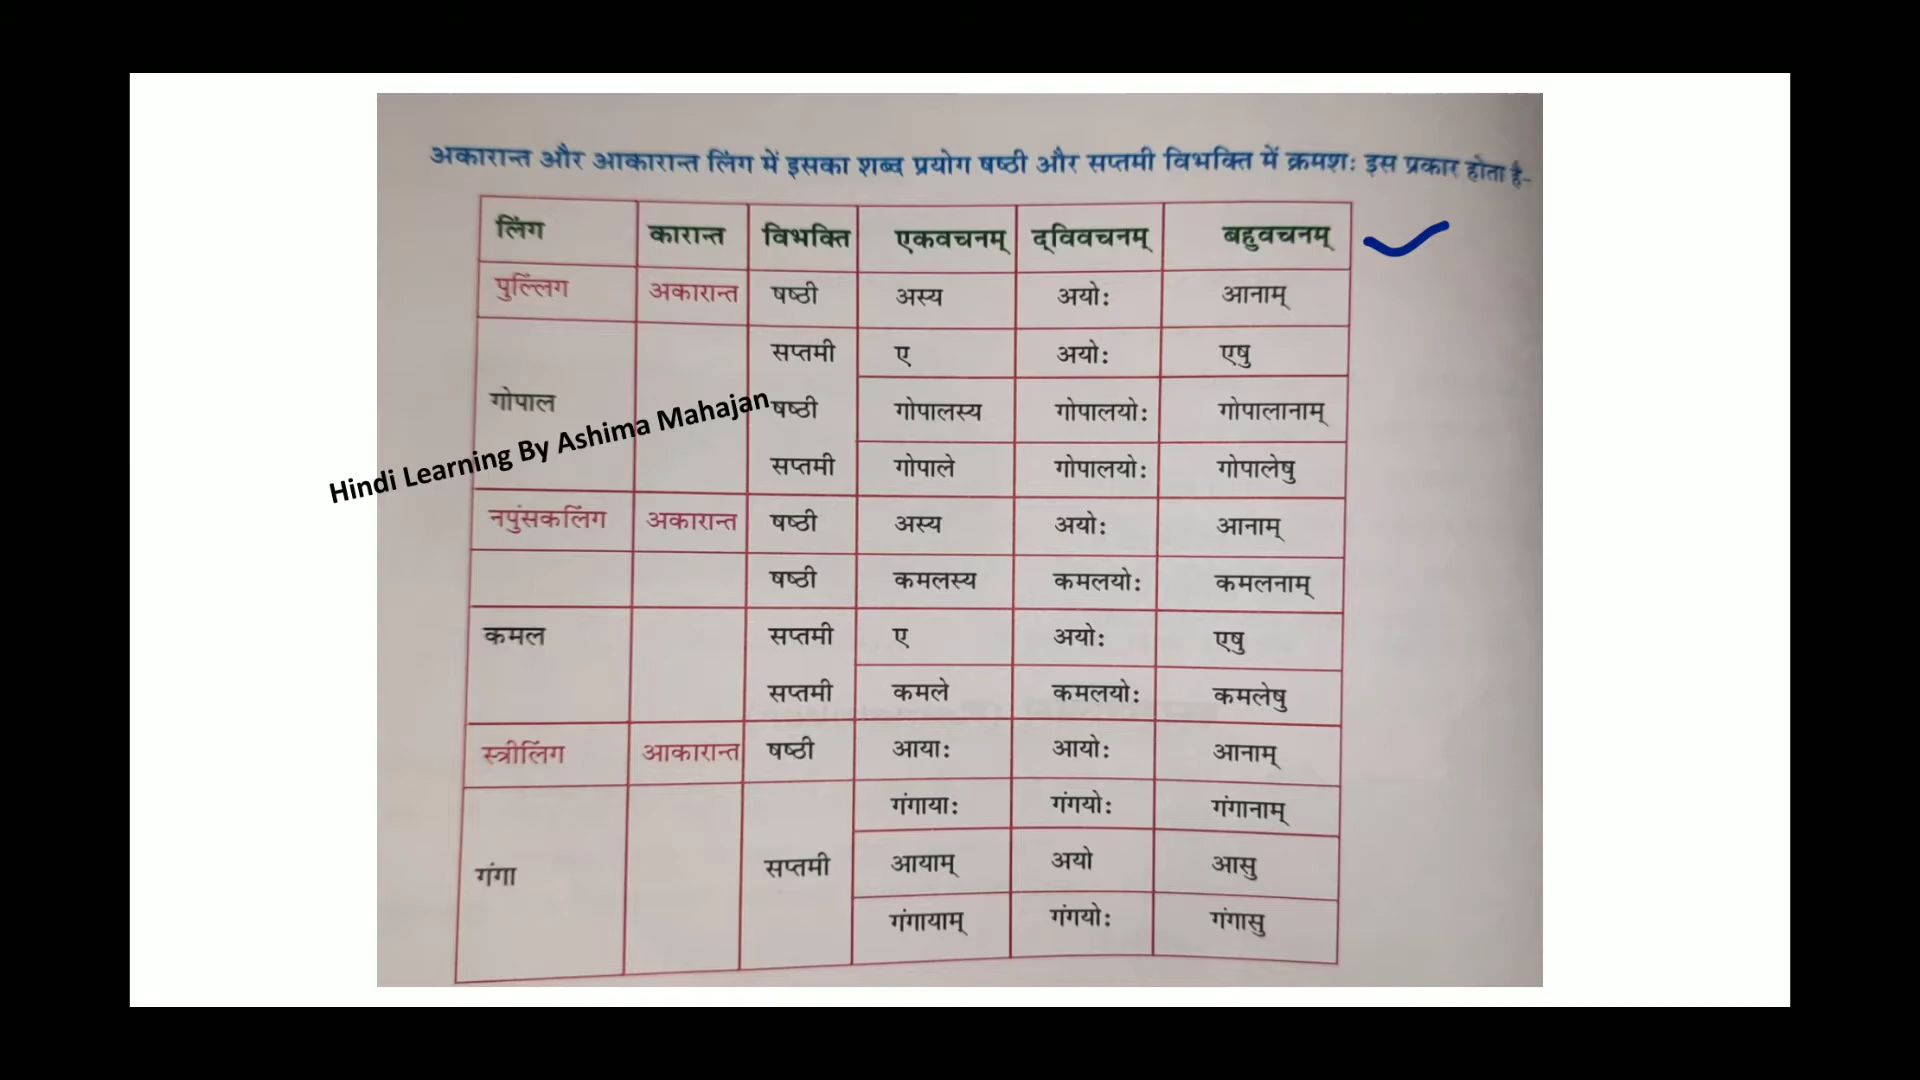 अकारान्त और आकारान्त लिंग में इसका शब्द प्रयोग षष्ठी और सप्तमी विभक्ति में क्रमशः इस प्रकार होता है-
लिंग कारान्त विभक्ति एकवचनम् द्विवचनम् बहुवचनम्
पुल्लिंग अकारान्त षष्ठी अस्य अयोः आनाम्
सप्तमी ए अयोः एषु
गोपाल षष्ठी गोपालस्य गोपालयोः गोपालानाम्
Hindi Learning By Ashima Mahajan
सप्तमी गोपाले गोपालयोः गोपालेषु
नपुंसकलिंग अकारान्त षष्ठी अस्य अयोः आनाम्
षष्ठी कमलस्य कमलयोः कमलनाम्
कमल सप्तमी ए अयोः एषु
सप्तमी कमले कमलयोः कमलेषु
स्त्रीलिंग आकारान्त षष्ठी आयाः आयोः आनाम्
गंगायाः गंगयोः गंगानाम्
गंगा सप्तमी आयाम् अयो आसु
गंगायाम् गंगयोः गंगासु